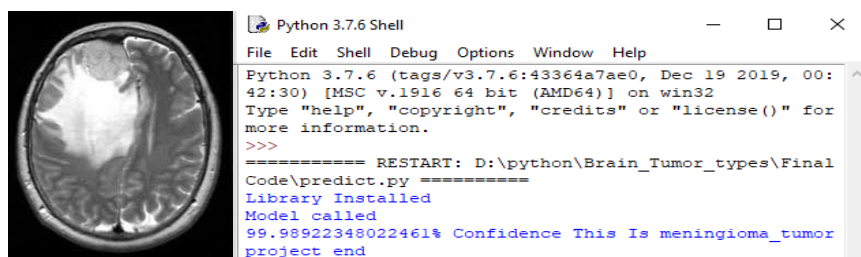 Python 3.7.6 Shell
File Edit Shell Debug Options Window Help
Python 3.7.6 (tags/v3.7.6:43364a7ae0, Dec 19 2019, 00:
42:30) [MSC v.1916 64 bit (AMD64)] on win32
Type "help", "copyright", "credits" or "license()" for
more information.
>>>
=========== RESTART: D:\python\Brain_Tumor_types\Final
Code\predict.py ==========
Library Installed
Model called
99.98922348022461% Confidence This Is meningioma_tumor
project end